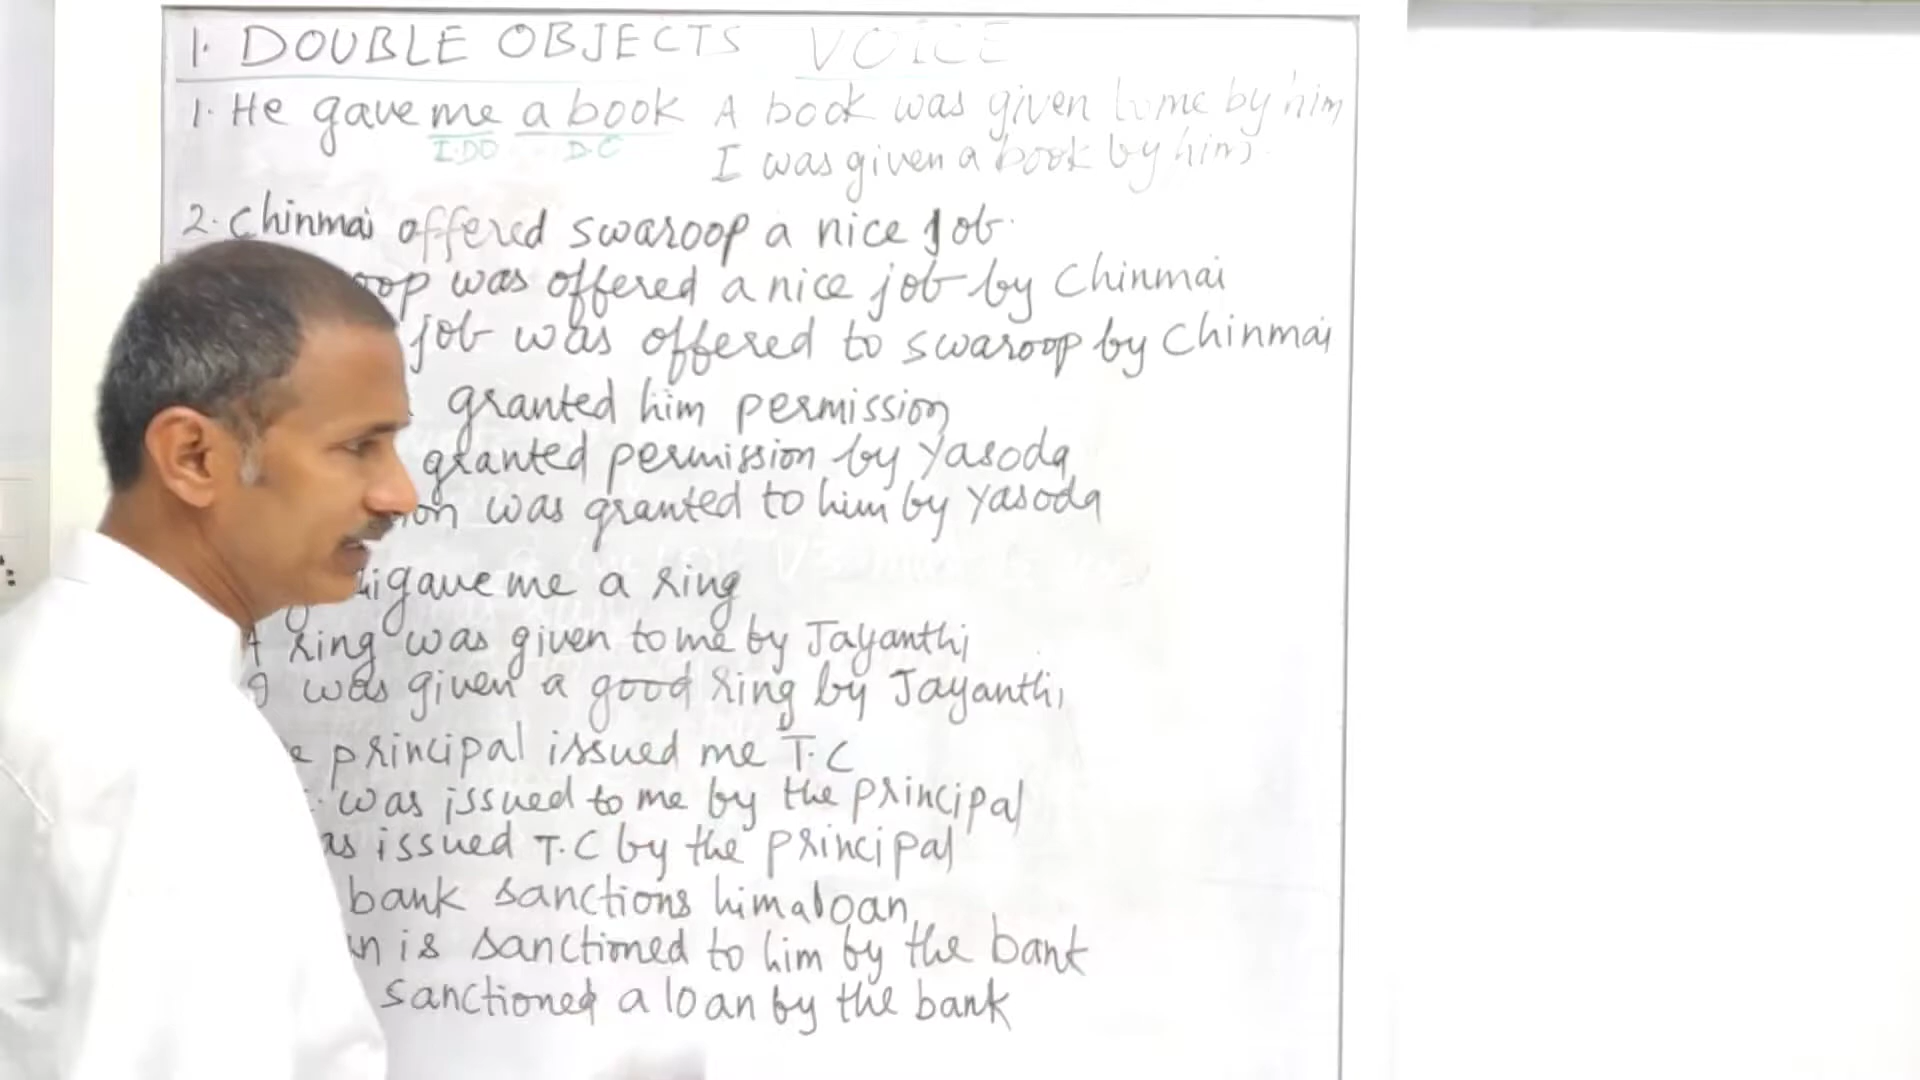 1. DOUBLE OBJECTS VOICE
1. He gave me a book A book was given to me by him
I.DO D.C I was given a book by him.
2. Chinmai offered swaroop a nice job.
oop was offered a nice job by Chinmai
job was offered to swaroop by Chinmai
granted him permission
granted permission by Yasoda
ion was granted to him by Yasoda
i gave me a ring
A ring was given to me by Jayanthi
I was given a good ring by Jayanthi
e principal issued me T.C
was issued to me by the principal
as issued T.C by the principal
bank sanctions him a loan
n is sanctioned to him by the bank
sanctioned a loan by the bank